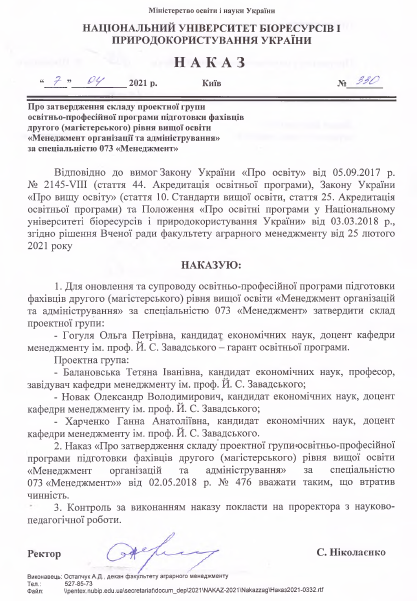 Міністерство освіти і науки України
НАЦІОНАЛЬНИЙ УНІВЕРСИТЕТ БІОРЕСУРСІВ І
ПРИРОДОКОРИСТУВАННЯ УКРАЇНИ
Н А К А З
“ 7 ” 04 2021 р. Київ № 330
Про затвердження складу проектної групи
освітньо-професійної програми підготовки фахівців
другого (магістерського) рівня вищої освіти
«Менеджмент організації та адміністрування»
за спеціальністю 073 «Менеджмент»
Відповідно до вимог Закону України «Про освіту» від 05.09.2017 р.
№ 2145-VIII (стаття 44. Акредитація освітньої програми), Закону України
«Про вищу освіту» (стаття 10. Стандарти вищої освіти, стаття 25. Акредитація
освітньої програми) та Положення «Про освітні програми у Національному
університеті біоресурсів і природокористування України» від 03.03.2018 р.,
згідно рішення Вченої ради факультету аграрного менеджменту від 25 лютого
2021 року
НАКАЗУЮ:
1. Для оновлення та супроводу освітньо-професійної програми підготовки
фахівців другого (магістерського) рівня вищої освіти «Менеджмент організацій
та адміністрування» за спеціальністю 073 «Менеджмент» затвердити склад
проектної групи:
- Гогуля Ольга Петрівна, кандидат економічних наук, доцент кафедри
менеджменту ім. проф. Й. С. Завадського – гарант освітньої програми.
Проектна група:
- Балановська Тетяна Іванівна, кандидат економічних наук, професор,
завідувач кафедри менеджменту ім. проф. Й. С. Завадського;
- Новак Олександр Володимирович, кандидат економічних наук, доцент
кафедри менеджменту ім. проф. Й. С. Завадського;
- Харченко Ганна Анатоліївна, кандидат економічних наук, доцент
кафедри менеджменту ім. проф. Й. С. Завадського.
2. Наказ «Про затвердження складу проектної групи освітньо-професійної
програми підготовки фахівців другого (магістерського) рівня вищої освіти
«Менеджмент організацій та адміністрування» за спеціальністю
073 «Менеджмент»» від 02.05.2018 р. № 476 вважати таким, що втратив
чинність.
3. Контроль за виконанням наказу покласти на проректора з науково-
педагогічної роботи.
Ректор С. Ніколаєнко
Виконавець: Остапчук А.Д., декан факультету аграрного менеджменту
Тел.: 527-85-73
Файл: \\pentex.nubip.edu.ua\secretariat\docum_dep\2021\NAKAZ-2021\Nakazzag\Наказ2021-0332.rtf